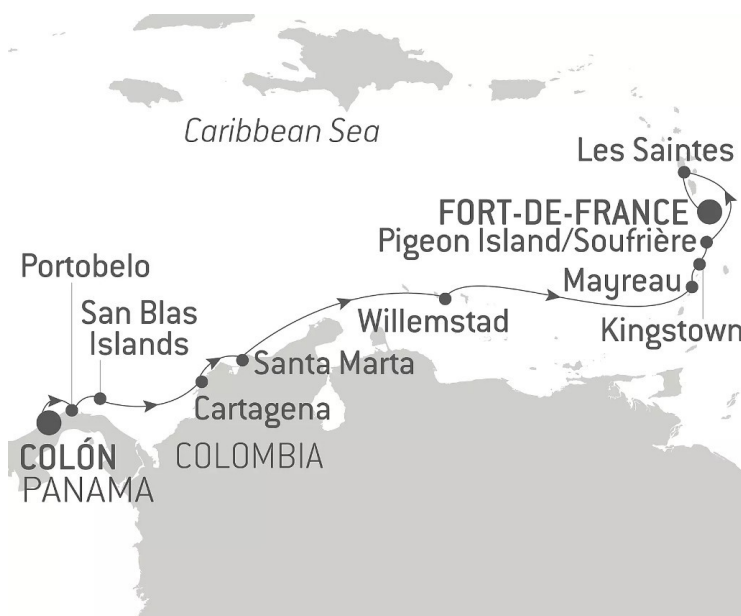 Caribbean Sea
Les Saintes
FORT-DE-FRANCE
Pigeon Island/Soufrière
Portobelo
Mayreau
San Blas
Islands
Willemstad
Kingstown
Santa Marta
Cartagena
COLÓN
PANAMA
COLOMBIA